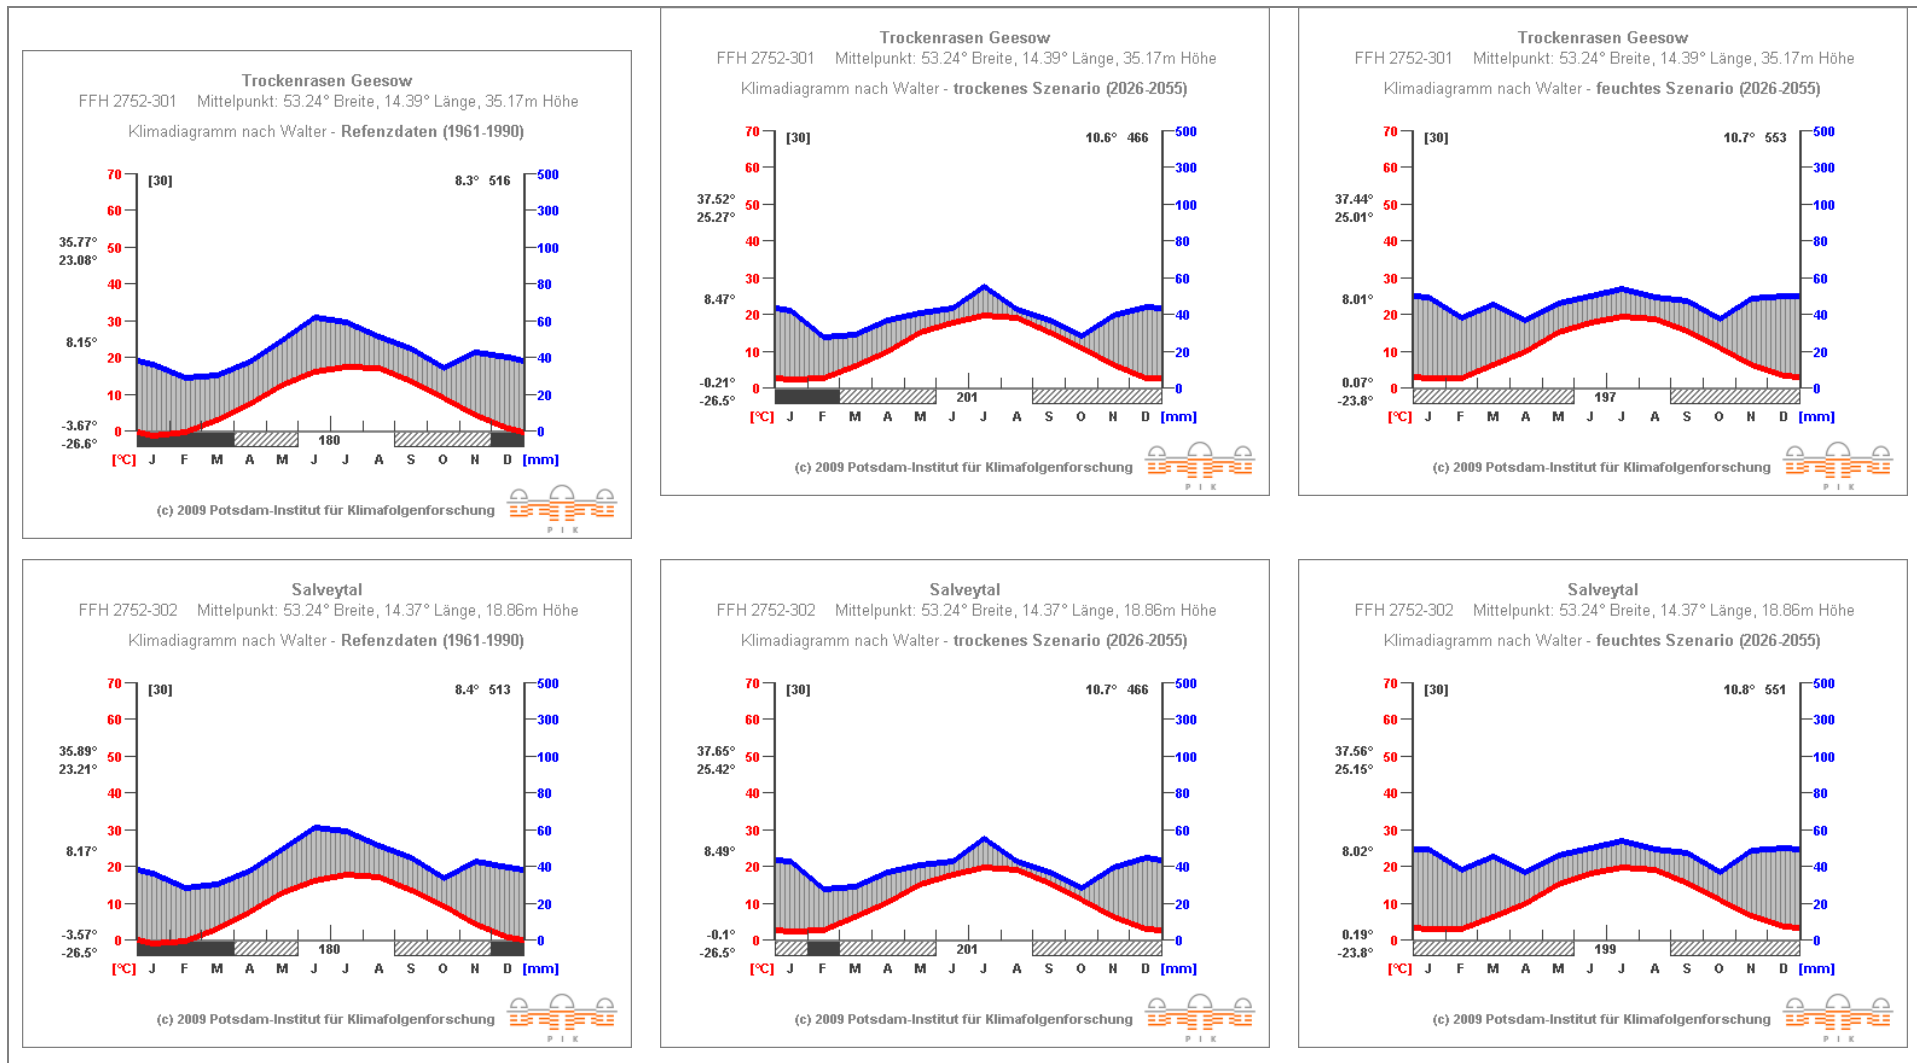 Trockenrasen Geesow
FFH 2752-301 Mittelpunkt: 53.24° Breite, 14.39° Länge, 35.17m Höhe
Klimadiagramm nach Walter - Refenzdaten (1961-1990)
[30] 8.3° 516
70 500
60 300
50 100
40 80
30 60
20 40
10 20
0 0
35.77°
23.08°
8.15°
-3.67°
-26.6°
180
[°C] J F M A M J J A S O N D [mm]
(c) 2009 Potsdam-Institut für Klimafolgenforschung
P I K
Trockenrasen Geesow
FFH 2752-301 Mittelpunkt: 53.24° Breite, 14.39° Länge, 35.17m Höhe
Klimadiagramm nach Walter - trockenes Szenario (2026-2055)
[30] 10.6° 466
70 500
60 300
50 100
40 80
30 60
20 40
10 20
0 0
37.52°
25.27°
8.47°
-0.21°
-26.5°
201
[°C] J F M A M J J A S O N D [mm]
(c) 2009 Potsdam-Institut für Klimafolgenforschung
P I K
Trockenrasen Geesow
FFH 2752-301 Mittelpunkt: 53.24° Breite, 14.39° Länge, 35.17m Höhe
Klimadiagramm nach Walter - feuchtes Szenario (2026-2055)
[30] 10.7° 553
70 500
60 300
50 100
40 80
30 60
20 40
10 20
0 0
37.44°
25.01°
8.01°
0.07°
-23.8°
197
[°C] J F M A M J J A S O N D [mm]
(c) 2009 Potsdam-Institut für Klimafolgenforschung
P I K
Salveytal
FFH 2752-302 Mittelpunkt: 53.24° Breite, 14.37° Länge, 18.86m Höhe
Klimadiagramm nach Walter - Refenzdaten (1961-1990)
[30] 8.4° 513
70 500
60 300
50 100
40 80
30 60
20 40
10 20
0 0
35.89°
23.21°
8.17°
-3.57°
-26.5°
180
[°C] J F M A M J J A S O N D [mm]
(c) 2009 Potsdam-Institut für Klimafolgenforschung
P I K
Salveytal
FFH 2752-302 Mittelpunkt: 53.24° Breite, 14.37° Länge, 18.86m Höhe
Klimadiagramm nach Walter - trockenes Szenario (2026-2055)
[30] 10.7° 466
70 500
60 300
50 100
40 80
30 60
20 40
10 20
0 0
37.65°
25.42°
8.49°
-0.1°
-26.5°
201
[°C] J F M A M J J A S O N D [mm]
(c) 2009 Potsdam-Institut für Klimafolgenforschung
P I K
Salveytal
FFH 2752-302 Mittelpunkt: 53.24° Breite, 14.37° Länge, 18.86m Höhe
Klimadiagramm nach Walter - feuchtes Szenario (2026-2055)
[30] 10.8° 551
70 500
60 300
50 100
40 80
30 60
20 40
10 20
0 0
37.56°
25.15°
8.02°
0.19°
-23.8°
199
[°C] J F M A M J J A S O N D [mm]
(c) 2009 Potsdam-Institut für Klimafolgenforschung
P I K